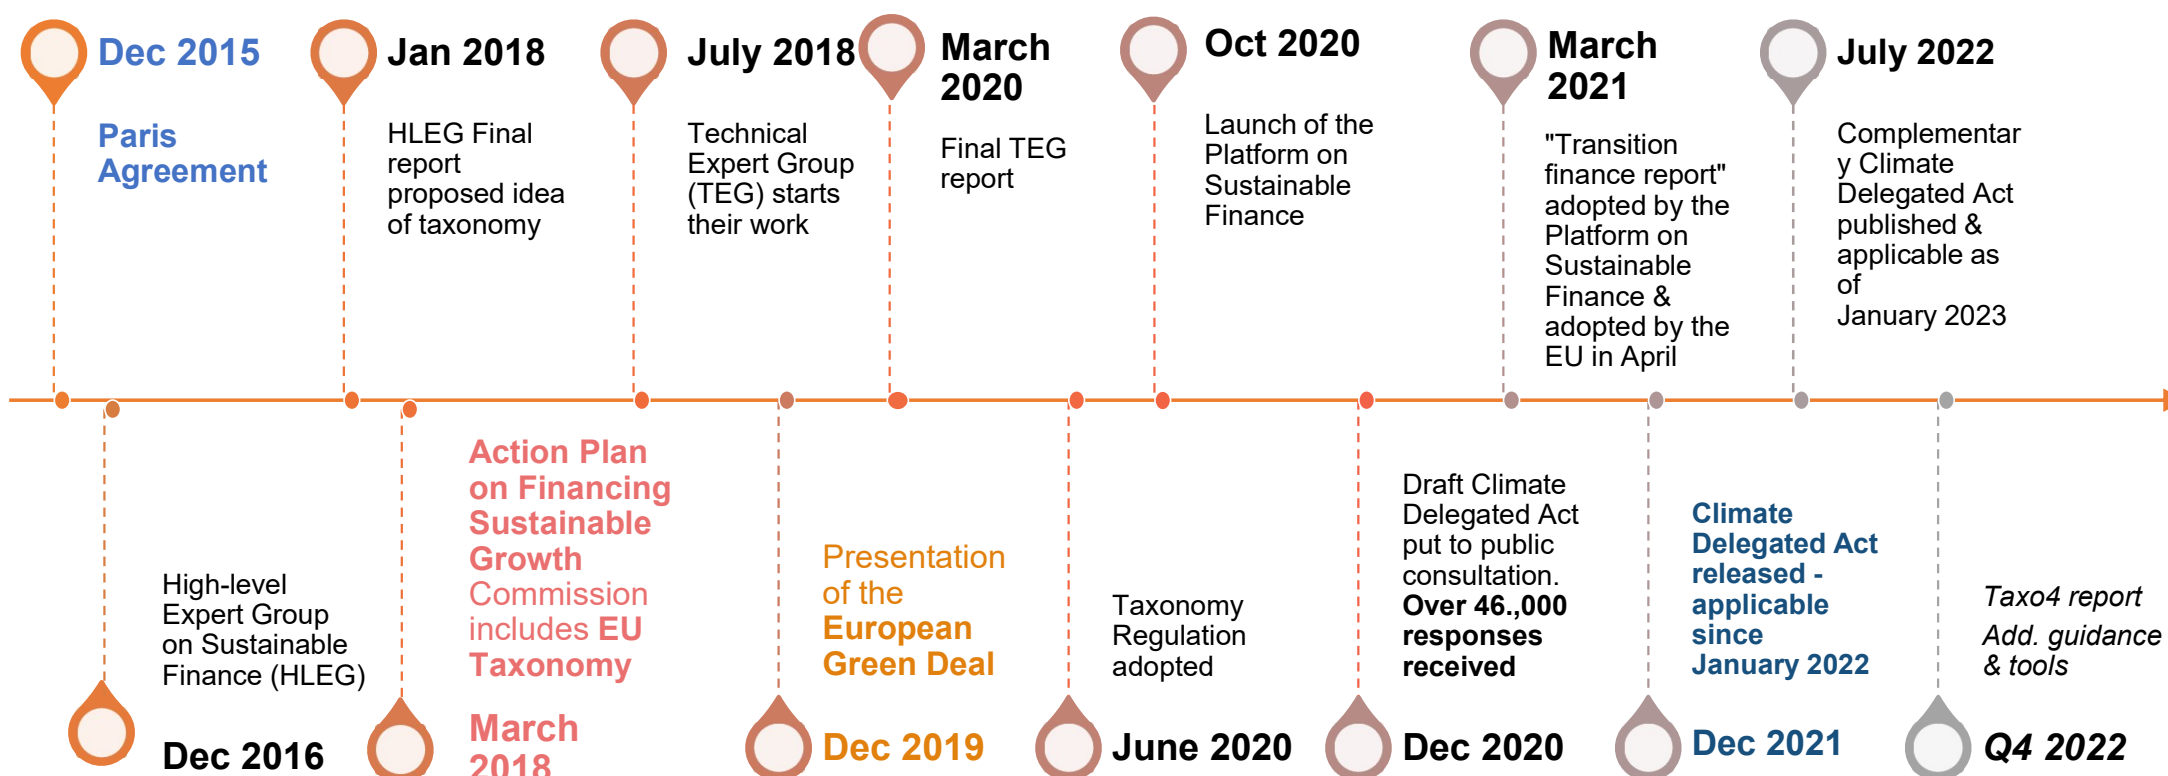 Dec 2015
Paris
Agreement
Jan 2018
HLEG Final
report
proposed idea
of taxonomy
July 2018
Technical
Expert Group
(TEG) starts
their work
March
2020
Final TEG
report
Oct 2020
Launch of the
Platform on
Sustainable
Finance
March
2021
"Transition
finance report"
adopted by the
Platform on
Sustainable
Finance &
adopted by the
EU in April
July 2022
Complementar
y Climate
Delegated Act
published &
applicable as
of
January 2023
High-level
Expert Group
on Sustainable
Finance (HLEG)
Dec 2016
Action Plan
on Financing
Sustainable
Growth
Commission
includes EU
Taxonomy
March
2018
Presentation
of the
European
Green Deal
Dec 2019
Taxonomy
Regulation
adopted
June 2020
Draft Climate
Delegated Act
put to public
consultation.
Over 46.,000
responses
received
Dec 2020
Climate
Delegated Act
released -
applicable
since
January 2022
Dec 2021
Taxo4 report
Add. guidance
& tools
Q4 2022